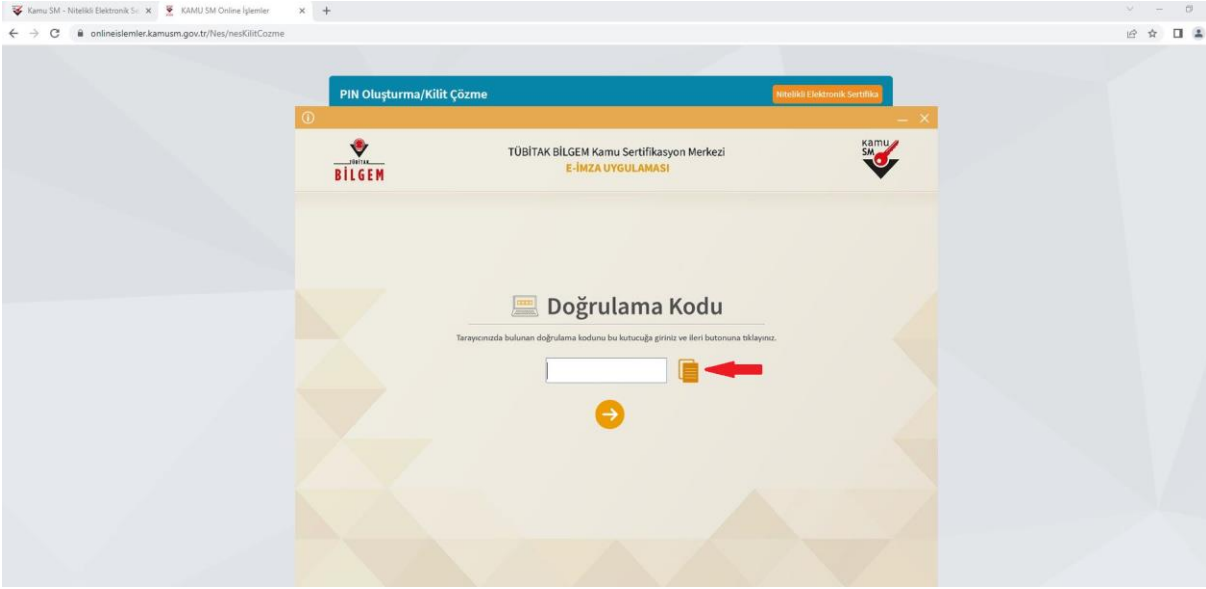 Kamu SM - Nitelikli Elektronik Se
KAMU SM Online İşlemler
onlineislemler.kamusm.gov.tr/Nes/nesKilitCozme
PIN Oluşturma/Kilit Çözme
Nitelikli Elektronik Sertifika
TÜBİTAK
BİLGEM
TÜBİTAK BİLGEM Kamu Sertifikasyon Merkezi
E-İMZA UYGULAMASI
Kamu
SM
Doğrulama Kodu
Tarayıcınızda bulunan doğrulama kodunu bu kutucuğa giriniz ve ileri butonuna tıklayınız.